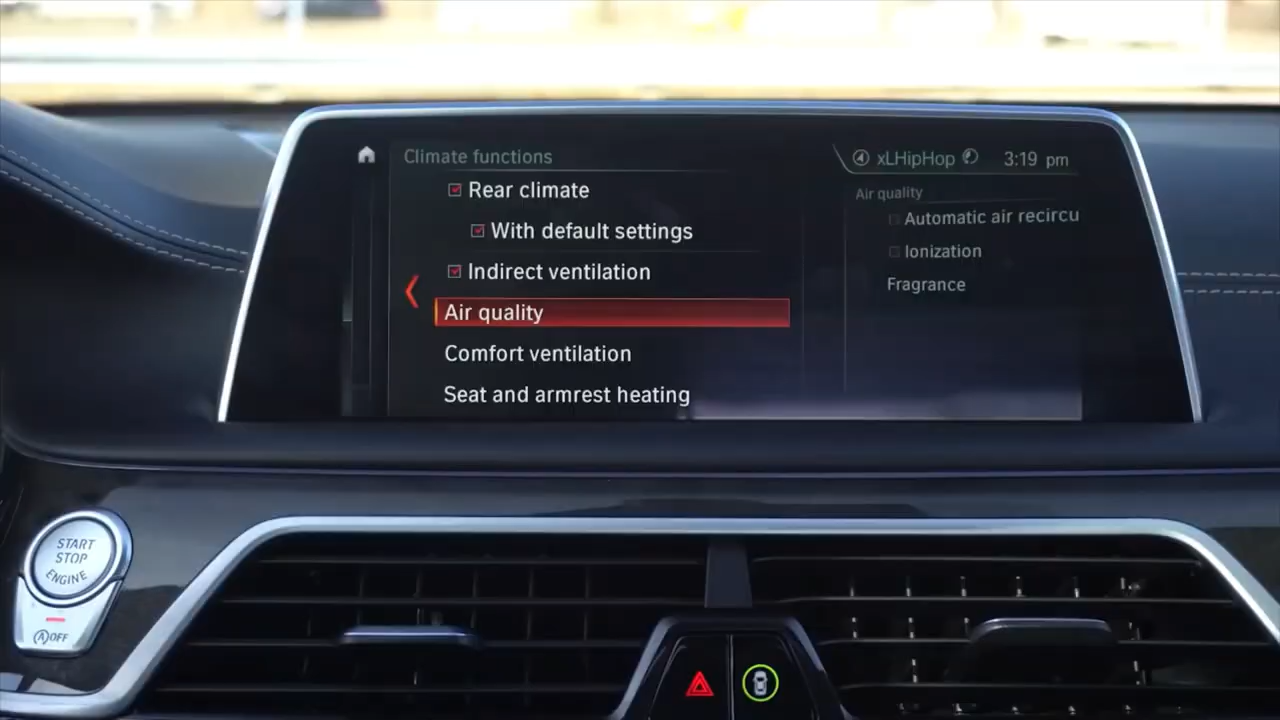 Climate functions
xLHipHop
3:19 pm
Rear climate
With default settings
Indirect ventilation
Air quality
Comfort ventilation
Seat and armrest heating
Air quality
Automatic air recircu
Ionization
Fragrance
START
STOP
ENGINE
A OFF